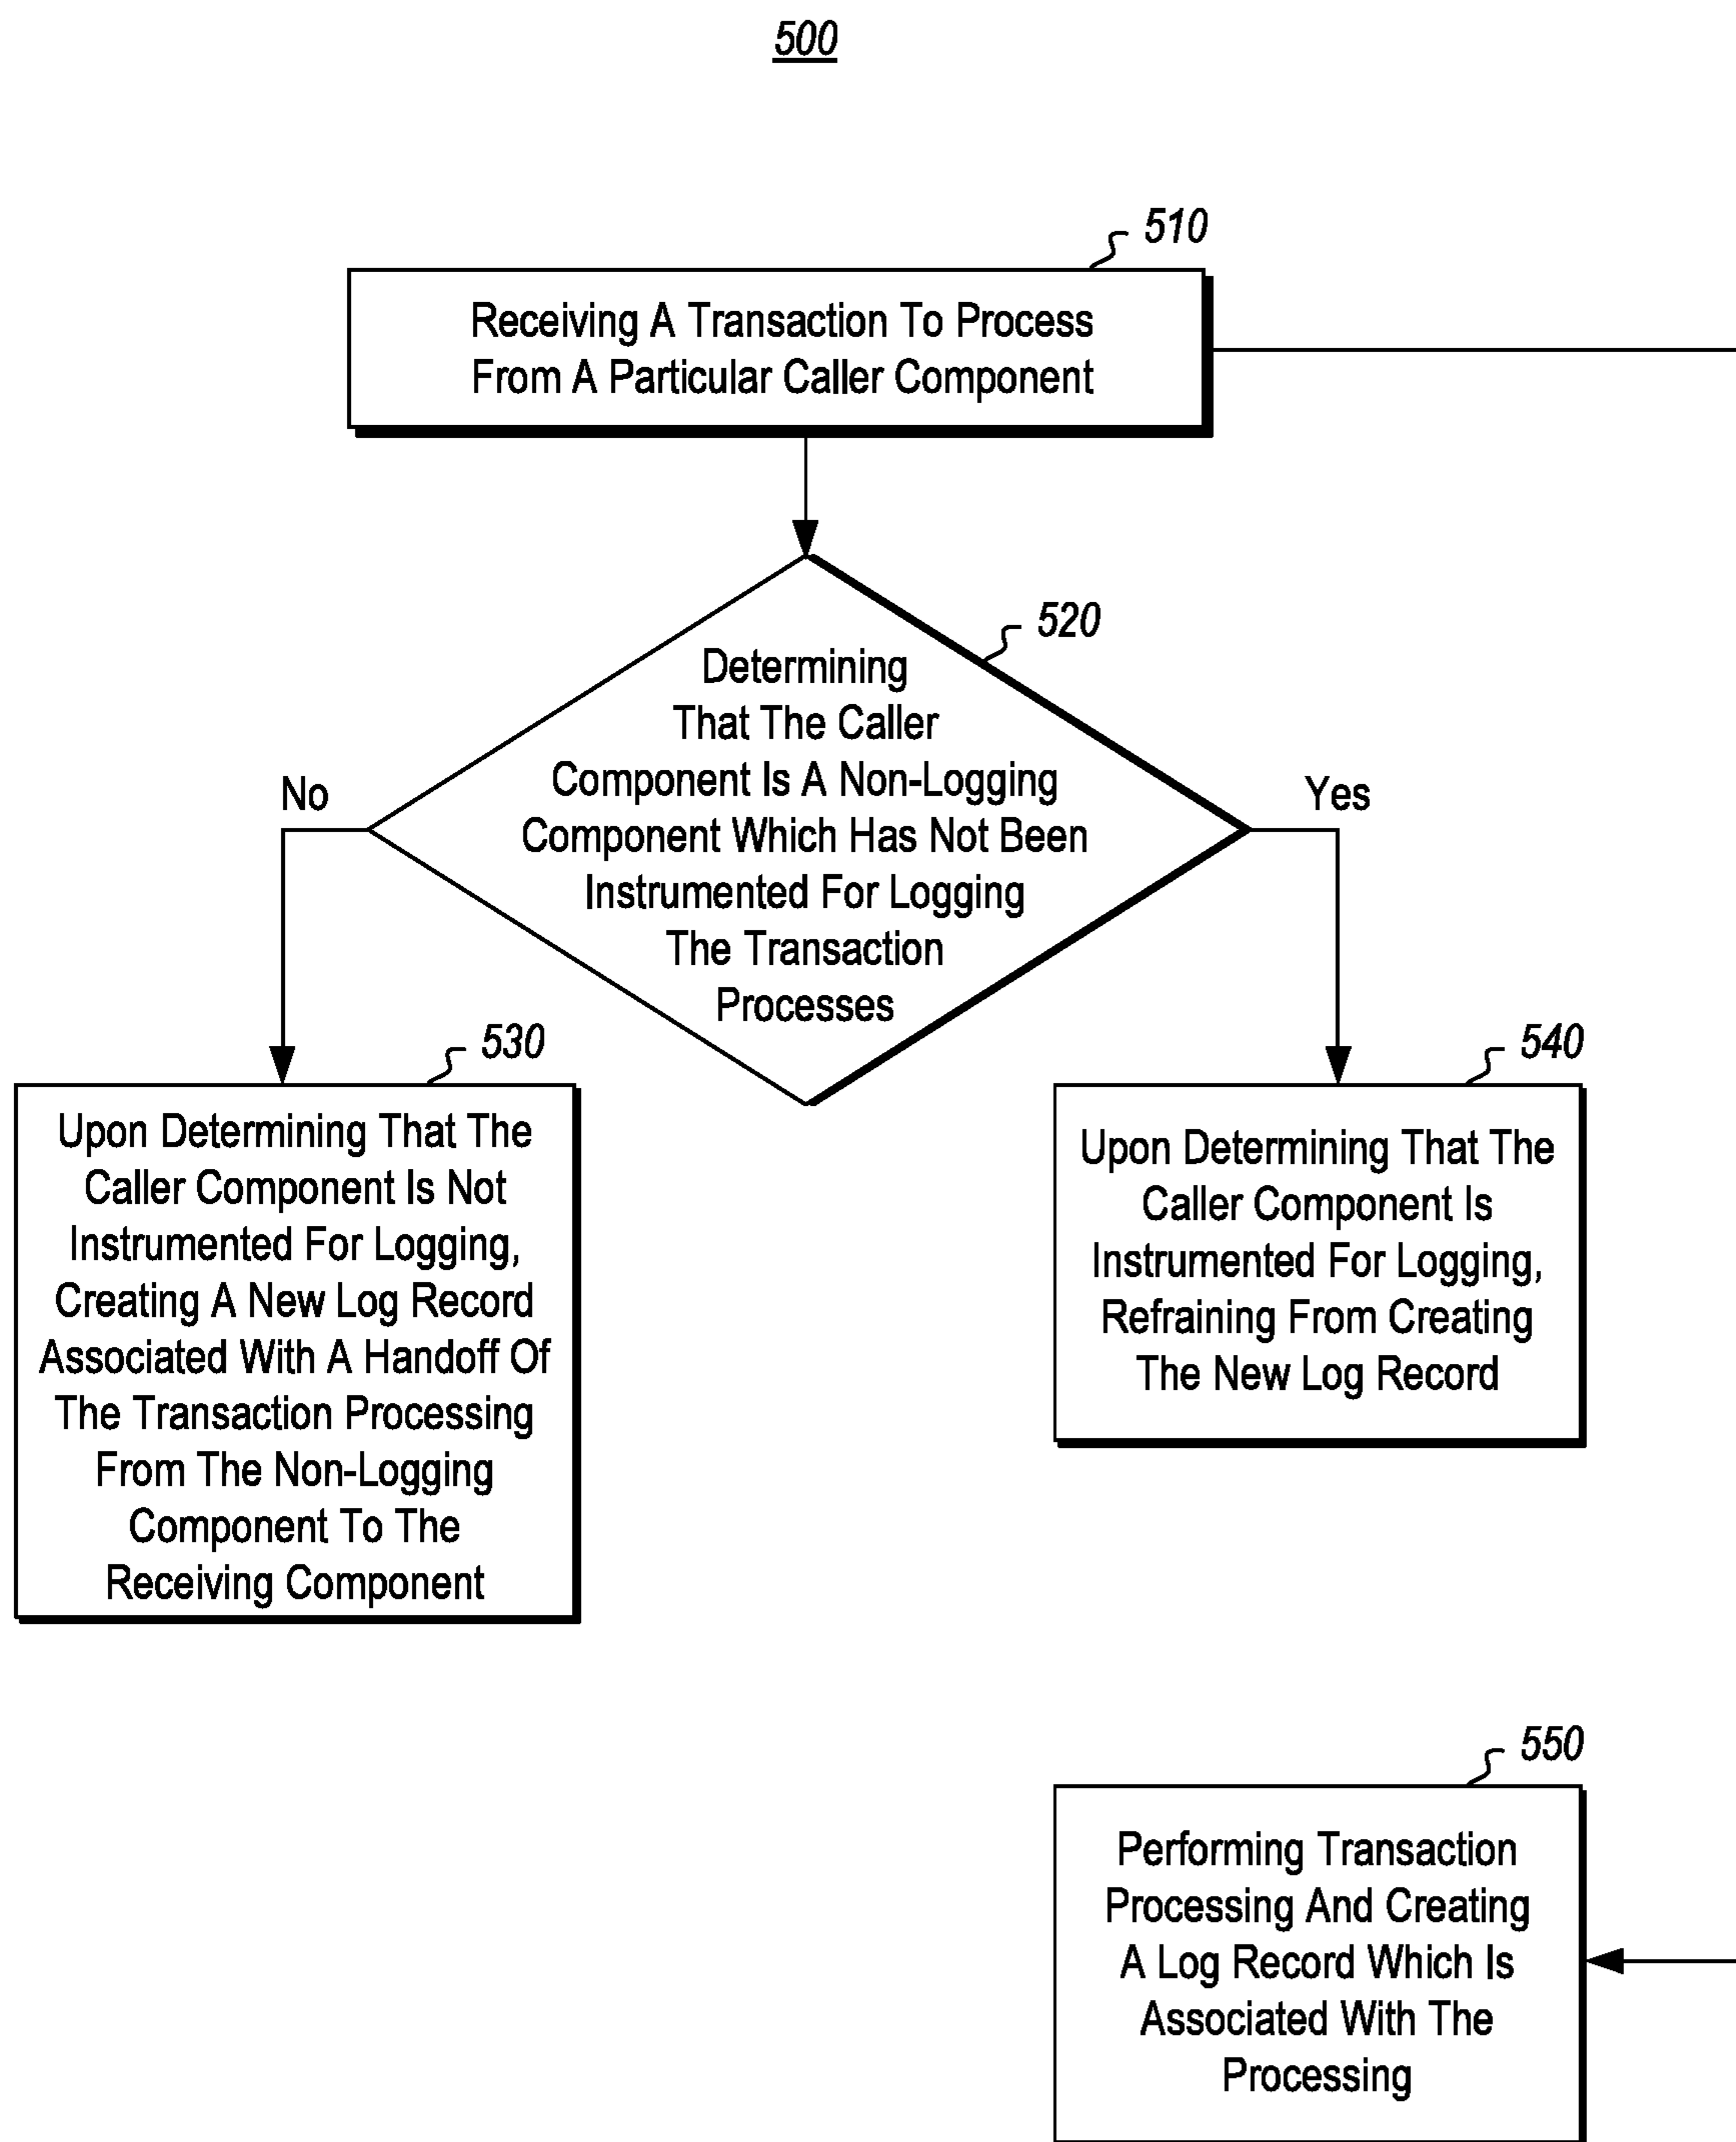 500
510
Receiving A Transaction To Process
From A Particular Caller Component
520
Determining
That The Caller
Component Is A Non-Logging
Component Which Has Not Been
Instrumented For Logging
The Transaction
Processes
No
Yes
530
Upon Determining That The
Caller Component Is Not
Instrumented For Logging,
Creating A New Log Record
Associated With A Handoff Of
The Transaction Processing
From The Non-Logging
Component To The
Receiving Component
540
Upon Determining That The
Caller Component Is
Instrumented For Logging,
Refraining From Creating
The New Log Record
550
Performing Transaction
Processing And Creating
A Log Record Which Is
Associated With The
Processing